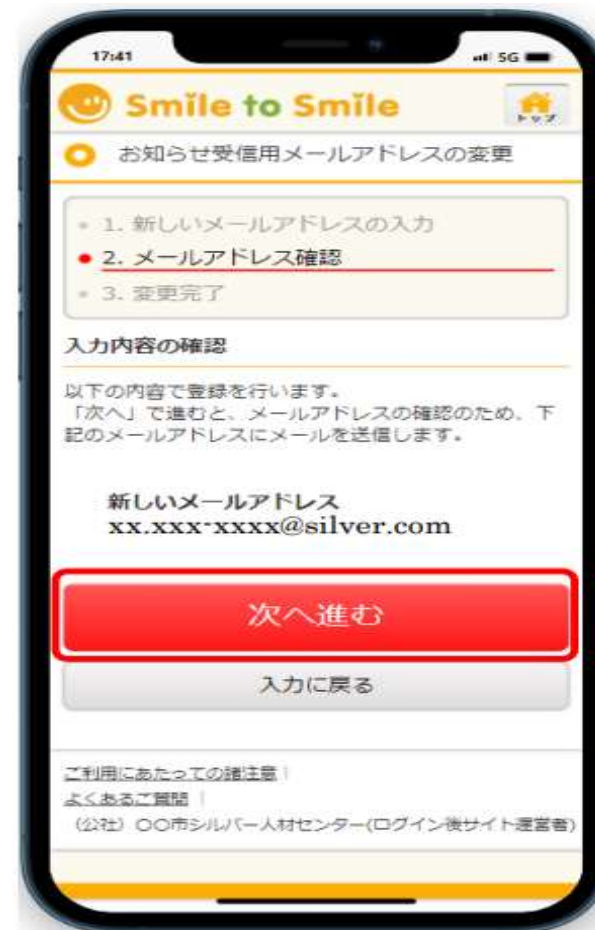 17:41
5G
Smile to Smile
トップ
お知らせ受信用メールアドレスの変更
1. 新しいメールアドレスの入力
2. メールアドレス確認
3. 変更完了
入力内容の確認
以下の内容で登録を行います。
「次へ」で進むと、メールアドレスの確認のため、下
記のメールアドレスにメールを送信します。
新しいメールアドレス
xx.xxx-xxxx@silver.com
次へ進む
入力に戻る
ご利用にあたっての諸注意 |
よくあるご質問 |
(公社) 〇〇市シルバー人材センター(ログイン後サイト運営者)